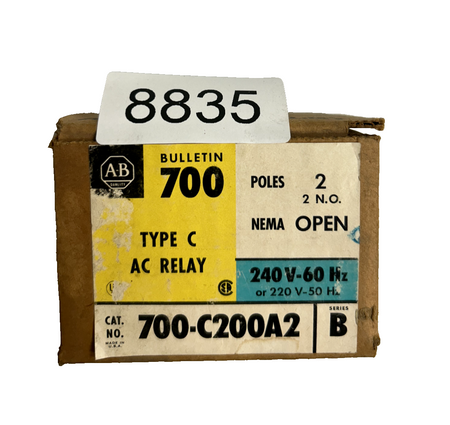 8835
A-B
QUALITY
BULLETIN
700
TYPE C
AC RELAY
POLES 2
2 N.O.
NEMA OPEN
240 V-60 Hz
or 220 V-50 Hz
CAT. NO. 700-C200A2
MADE IN U.S.A.
SERIES B